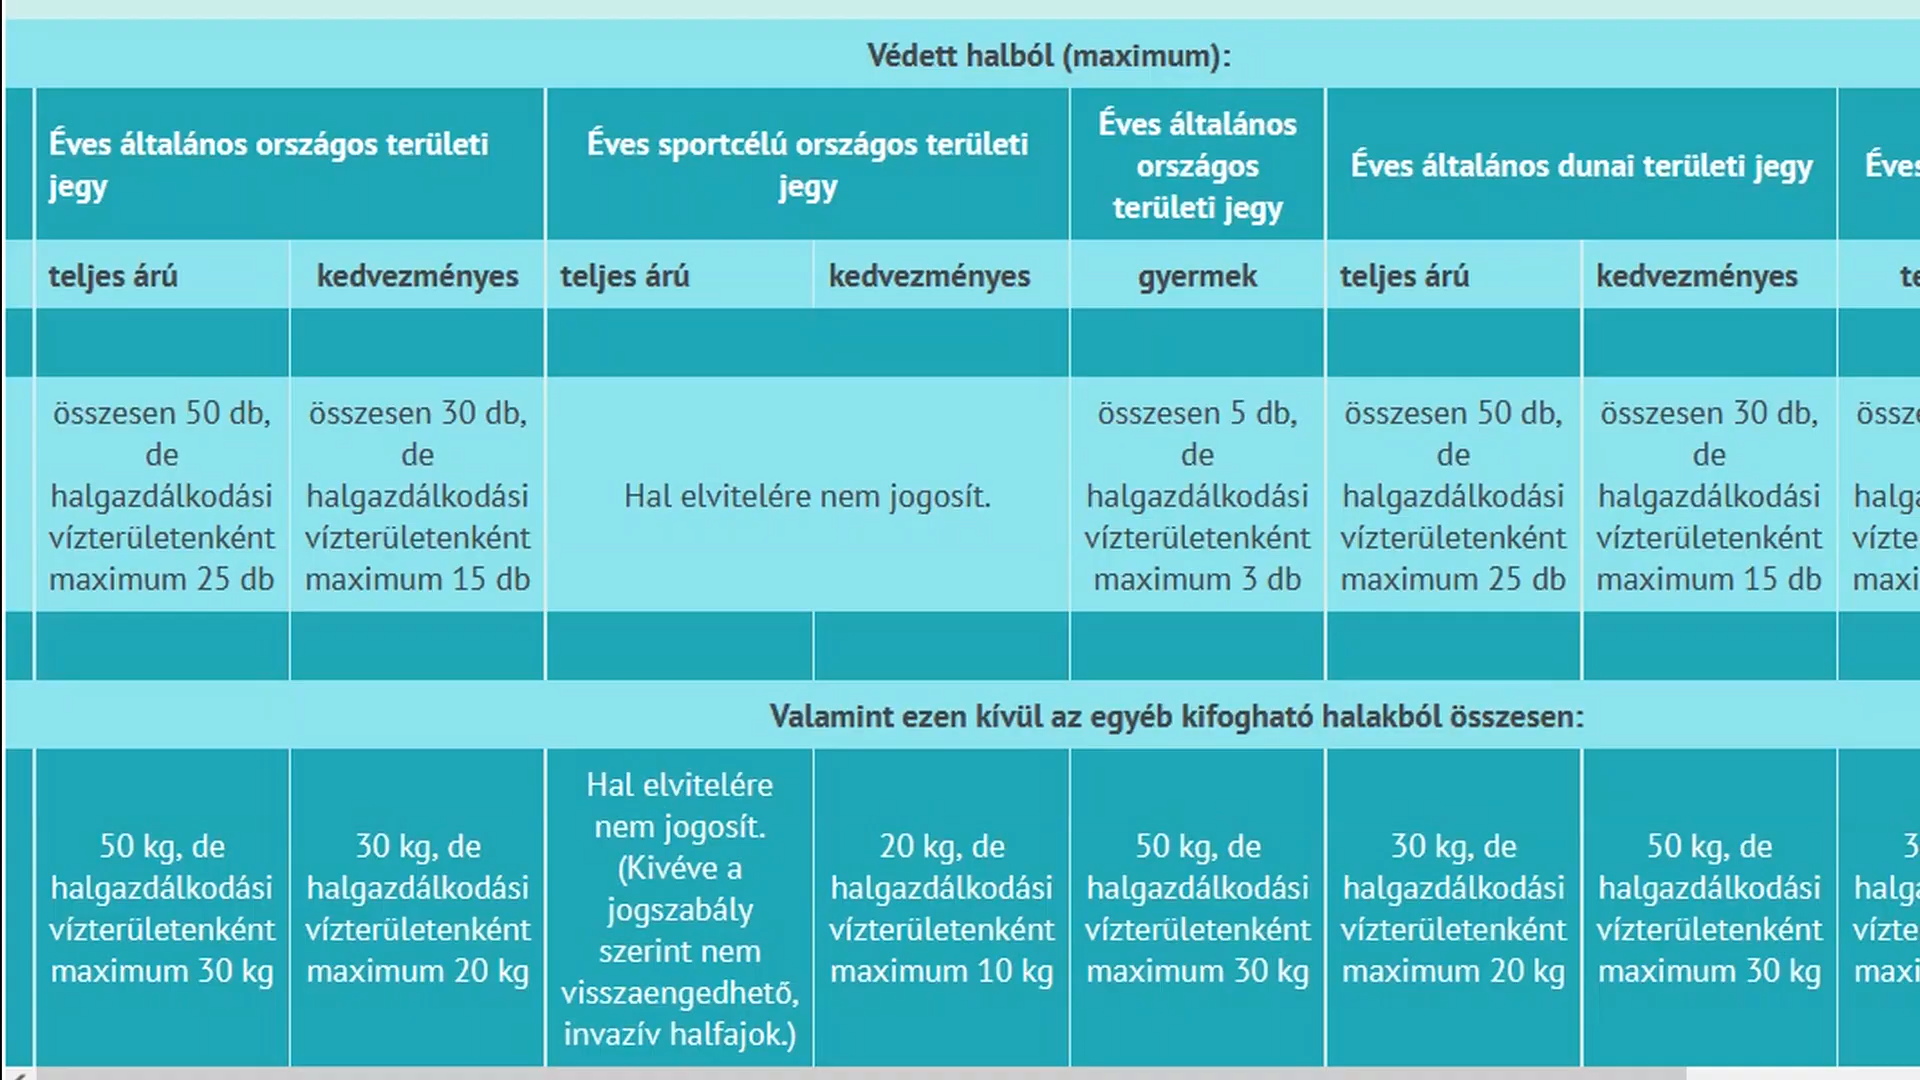 Védett halból (maximum):
Éves általános országos területi
jegy
Éves sportcélú országos területi
jegy
Éves általános
országos
területi jegy
Éves általános dunai területi jegy
teljes árú
kedvezményes
teljes árú
kedvezményes
gyermek
teljes árú
kedvezményes
összesen 50 db,
de
halgazdálkodási
vízterületenként
maximum 25 db
összesen 30 db,
de
halgazdálkodási
vízterületenként
maximum 15 db
Hal elvitelére nem jogosít.
összesen 5 db,
de
halgazdálkodási
vízterületenként
maximum 3 db
összesen 50 db,
de
halgazdálkodási
vízterületenként
maximum 25 db
összesen 30 db,
de
halgazdálkodási
vízterületenként
maximum 15 db
Valamint ezen kívül az egyéb kifogható halakból összesen:
50 kg, de
halgazdálkodási
vízterületenként
maximum 30 kg
30 kg, de
halgazdálkodási
vízterületenként
maximum 20 kg
Hal elvitelére
nem jogosít.
(Kivéve a
jogszabály
szerint nem
visszaengedhető,
invazív halfajok.)
20 kg, de
halgazdálkodási
vízterületenként
maximum 10 kg
50 kg, de
halgazdálkodási
vízterületenként
maximum 30 kg
30 kg, de
halgazdálkodási
vízterületenként
maximum 20 kg
50 kg, de
halgazdálkodási
vízterületenként
maximum 30 kg